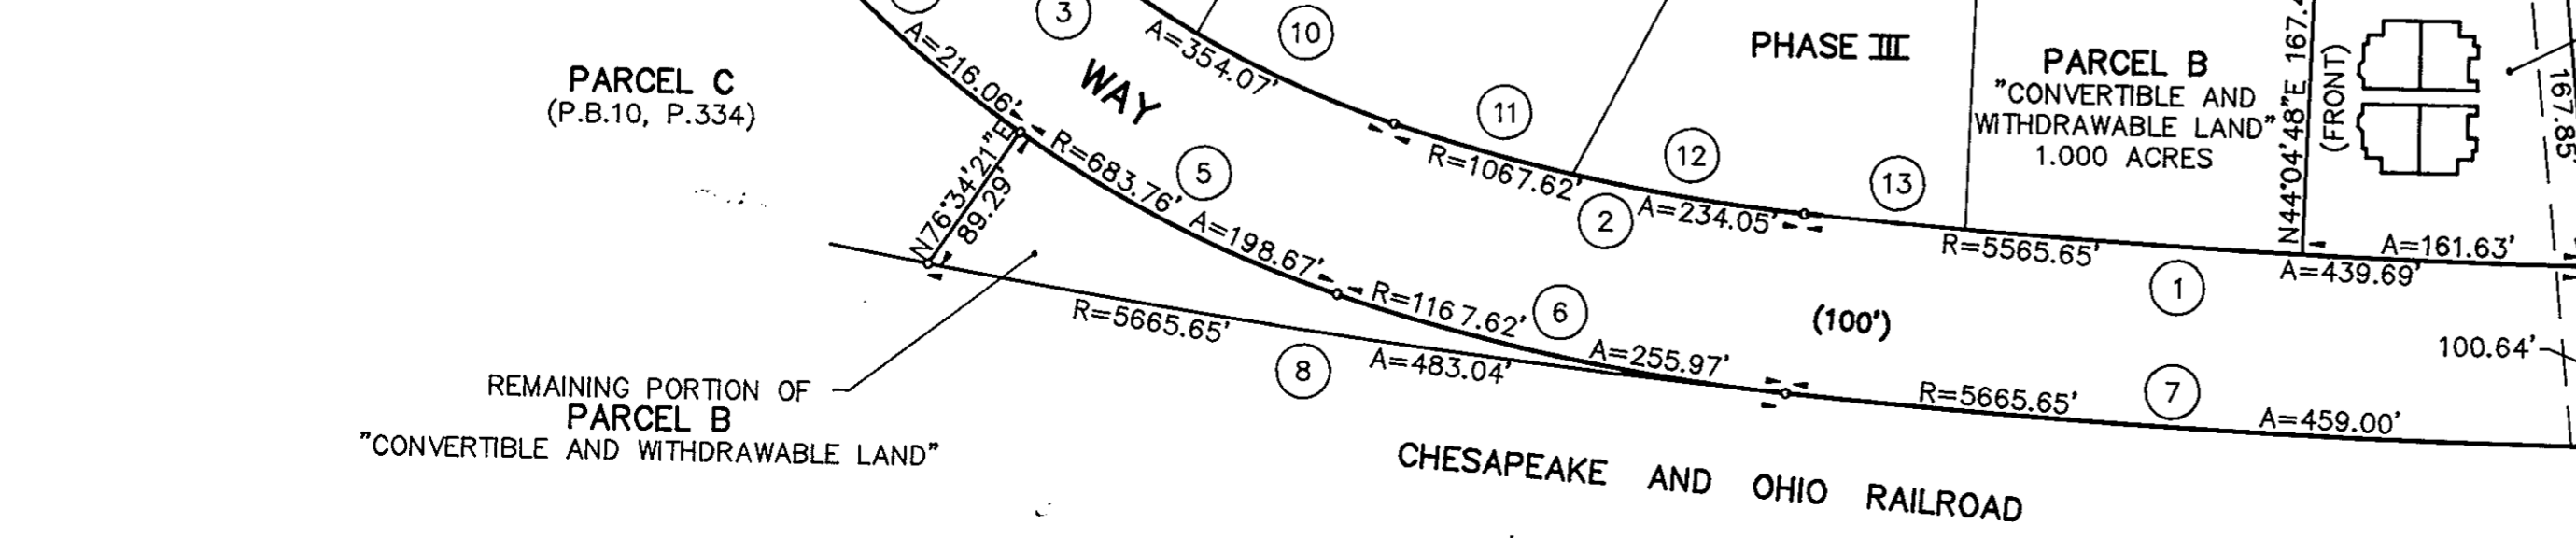 3
10
A=354.07'
A=216.06'
WAY
PARCEL C
(P.B.10, P.334)
PHASE III
PARCEL B
"CONVERTIBLE AND
WITHDRAWABLE LAND"
1.000 ACRES
N44°04'48"E 167.4
(FRONT)
167.85'
11
12
13
R=1067.62'
2
A=234.05'
R=5565.65'
1
A=161.63'
A=439.69'
N76°34'21"E
89.29'
R=683.76'
5
A=198.67'
R=1167.62'
6
A=255.97'
(100')
100.64'
R=5665.65'
8
A=483.04'
R=5665.65'
7
A=459.00'
REMAINING PORTION OF
PARCEL B
"CONVERTIBLE AND WITHDRAWABLE LAND"
CHESAPEAKE AND OHIO RAILROAD